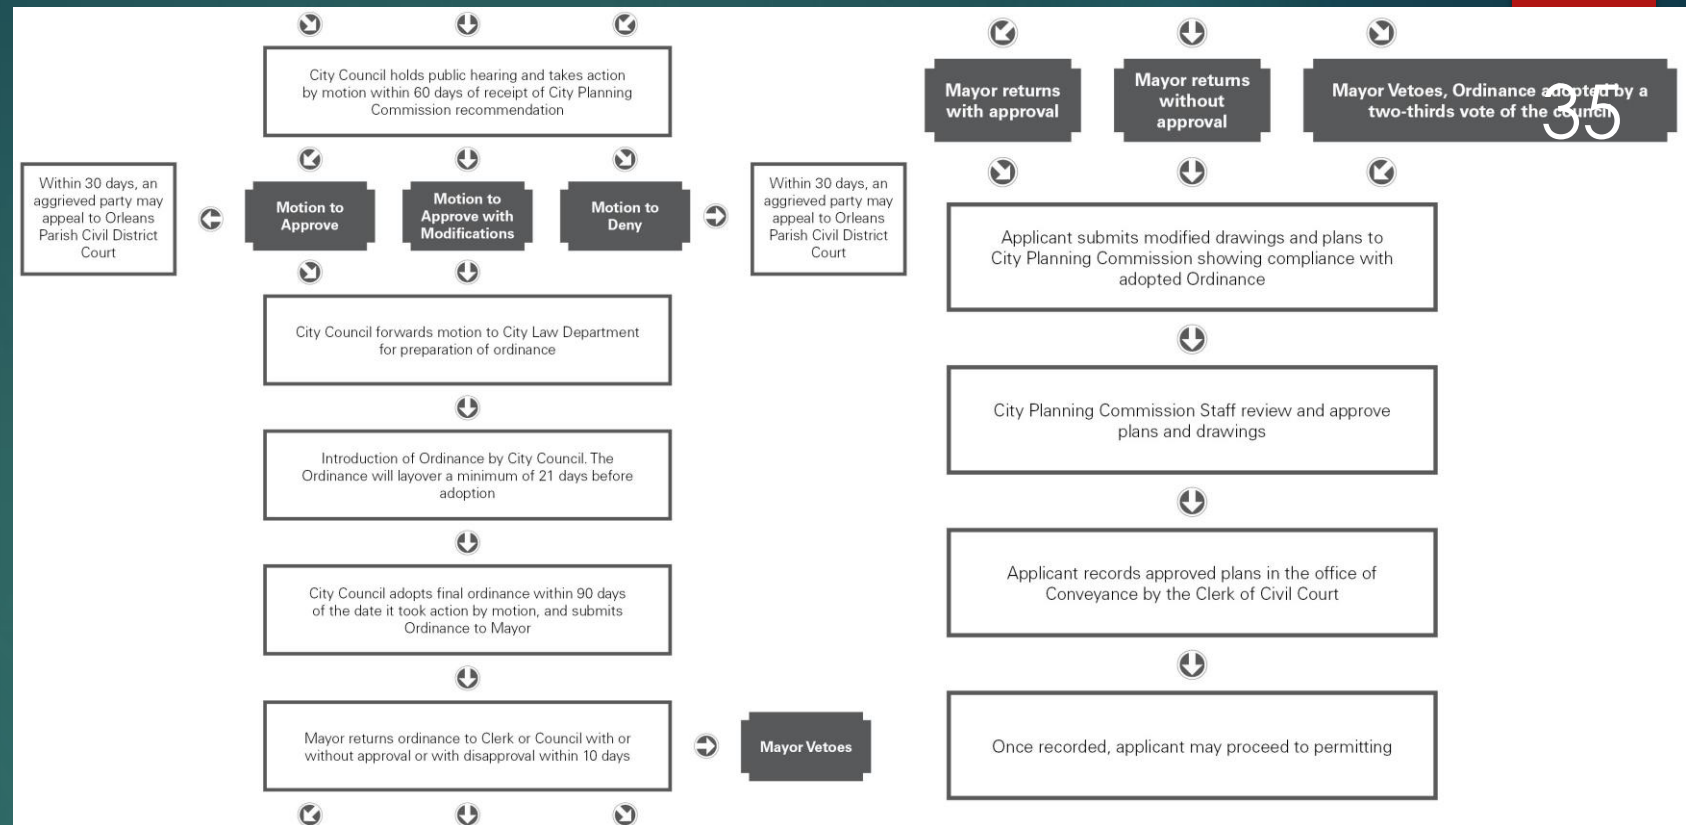 City Council holds public hearing and takes action
by motion within 60 days of receipt of City Planning
Commission recommendation
Within 30 days, an
aggrieved party may
appeal to Orleans
Parish Civil District
Court
Motion to
Approve
Motion to
Approve with
Modifications
Motion to
Deny
Within 30 days, an
aggrieved party may
appeal to Orleans
Parish Civil District
Court
City Council forwards motion to City Law Department
for preparation of ordinance
Introduction of Ordinance by City Council. The
Ordinance will layover a minimum of 21 days before
adoption
City Council adopts final ordinance within 90 days
of the date it took action by motion, and submits
Ordinance to Mayor
Mayor returns ordinance to Clerk or Council with or
without approval or with disapproval within 10 days
Mayor Vetoes
Mayor returns
with approval
Mayor returns
without
approval
Mayor Vetoes, Ordinance adopted by a
two-thirds vote of the council
35
Applicant submits modified drawings and plans to
City Planning Commission showing compliance with
adopted Ordinance
City Planning Commission Staff review and approve
plans and drawings
Applicant records approved plans in the office of
Conveyance by the Clerk of Civil Court
Once recorded, applicant may proceed to permitting